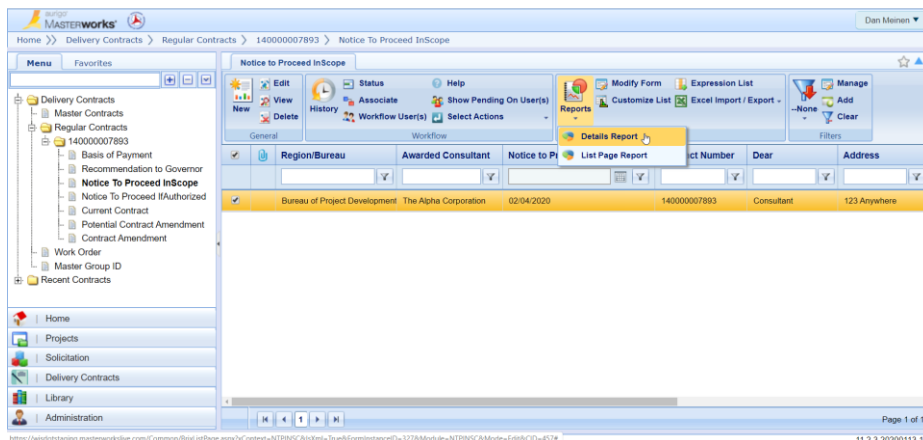 aurigo
MASTERworks
Dan Meinen ▼
Home >> Delivery Contracts > Regular Contracts > 140000007893 > Notice To Proceed InScope
Menu
Favorites
Delivery Contracts
Master Contracts
Regular Contracts
140000007893
Basis of Payment
Recommendation to Governor
Notice To Proceed InScope
Notice To Proceed IfAuthorized
Current Contract
Potential Contract Amendment
Contract Amendment
Work Order
Master Group ID
Recent Contracts
Home
Projects
Solicitation
Delivery Contracts
Library
Administration
Notice to Proceed InScope
New
Edit
View
Delete
General
History
Status
Associate
Workflow User(s)
Help
Show Pending On User(s)
Select Actions
Workflow
Reports
Modify Form
Customize List
Expression List
Excel Import / Export
Details Report
List Page Report
--None
Manage
Add
Clear
Filters
Region/Bureau Awarded Consultant Notice to Pr ct Number Dear Address
Bureau of Project Development The Alpha Corporation 02/04/2020 140000007893 Consultant 123 Anywhere
1
Page 1 of 1